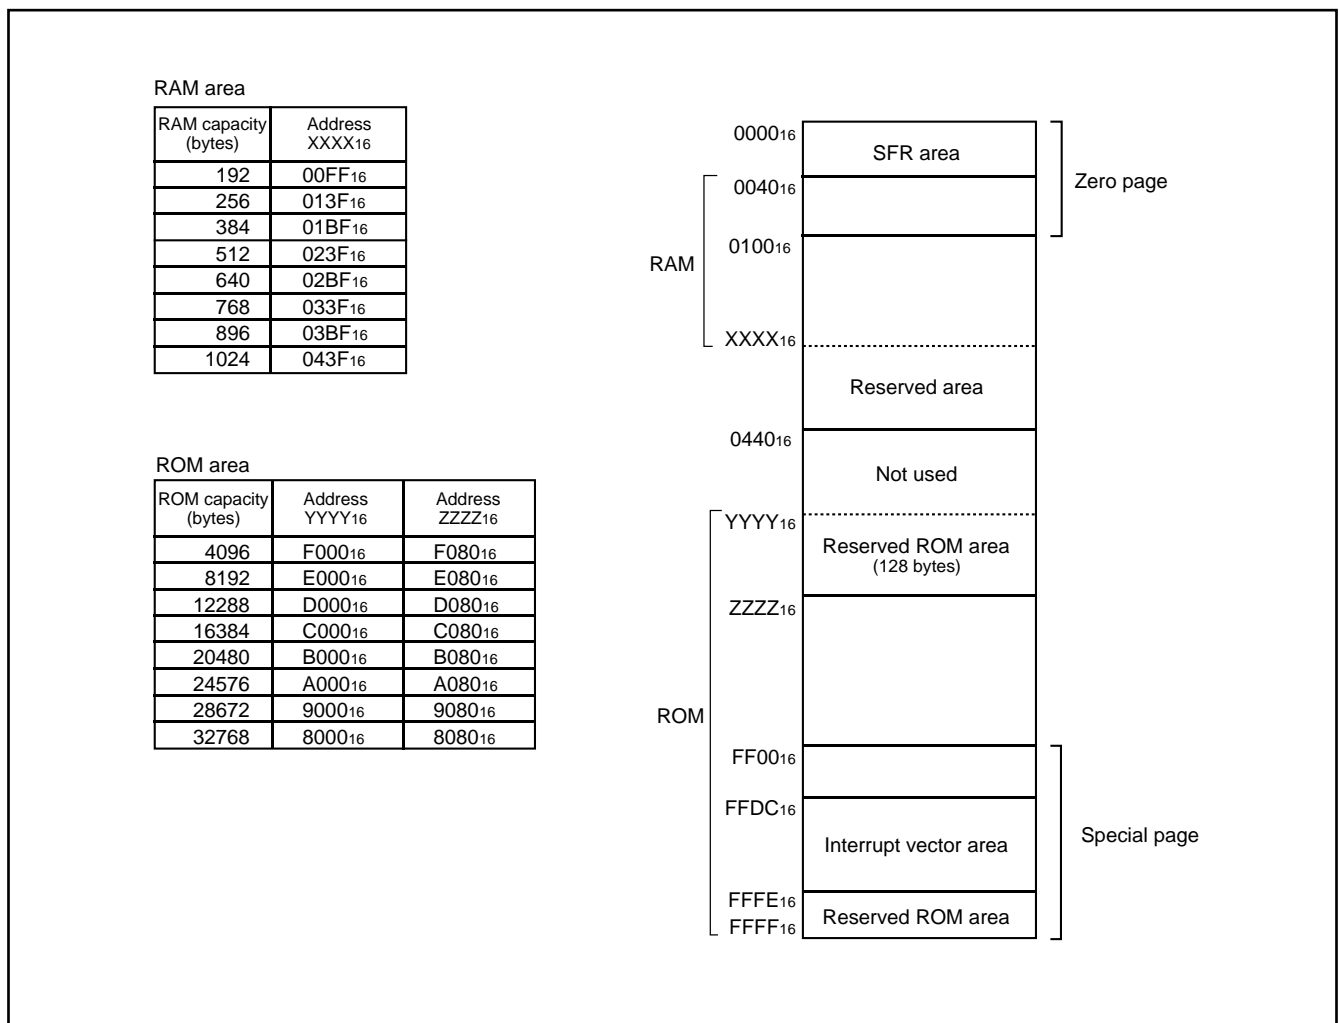 RAM area
RAM capacity (bytes) Address XXXX16
192 00FF16
256 013F16
384 01BF16
512 023F16
640 02BF16
768 033F16
896 03BF16
1024 043F16
ROM area
ROM capacity (bytes) Address YYYY16 Address ZZZZ16
4096 F00016 F08016
8192 E00016 E08016
12288 D00016 D08016
16384 C00016 C08016
20480 B00016 B08016
24576 A00016 A08016
28672 900016 908016
32768 800016 808016
000016
SFR area
Zero page
004016
RAM
010016
XXXX16
Reserved area
044016
Not used
YYYY16
Reserved ROM area
(128 bytes)
ZZZZ16
ROM
FF0016
FFDC16
Interrupt vector area
Special page
FFFE16
Reserved ROM area
FFFF16